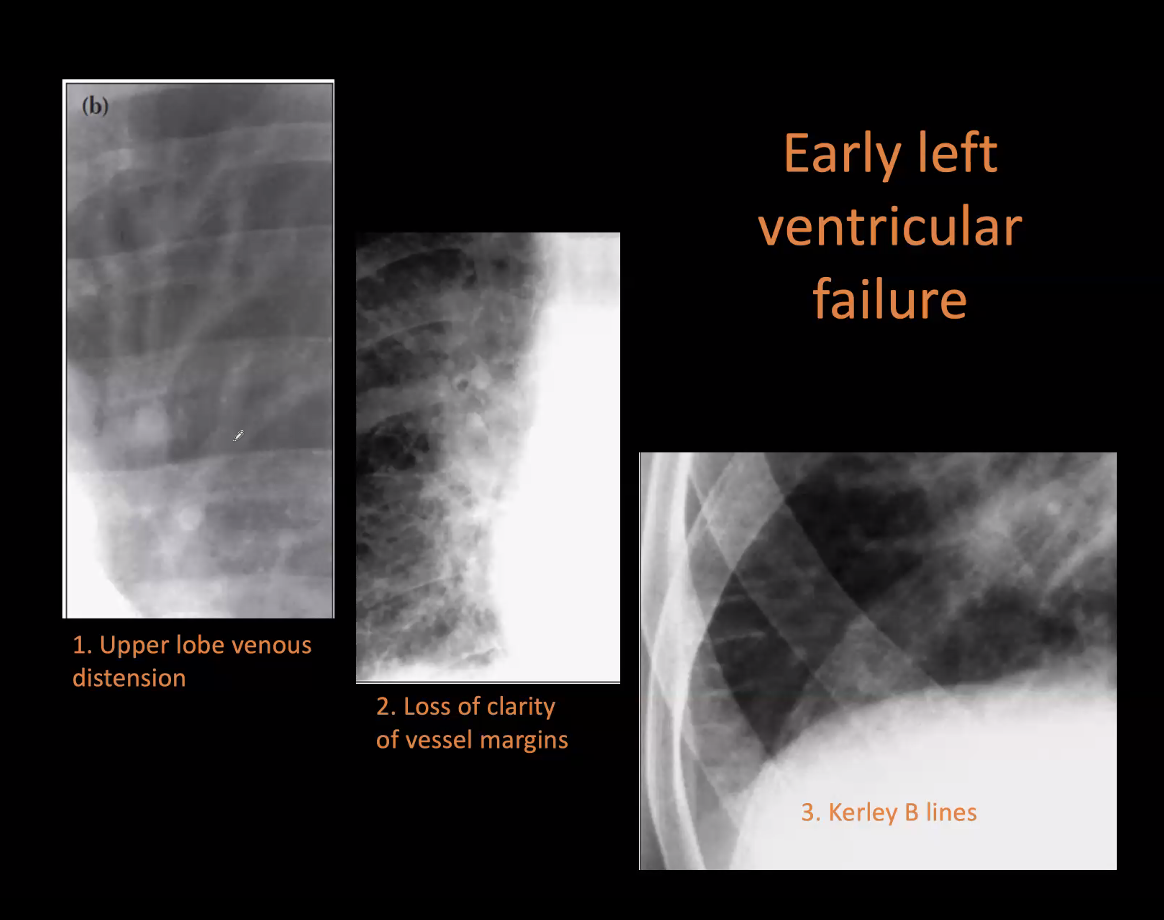 (b)
Early left
ventricular
failure
1. Upper lobe venous
distension
2. Loss of clarity
of vessel margins
3. Kerley B lines